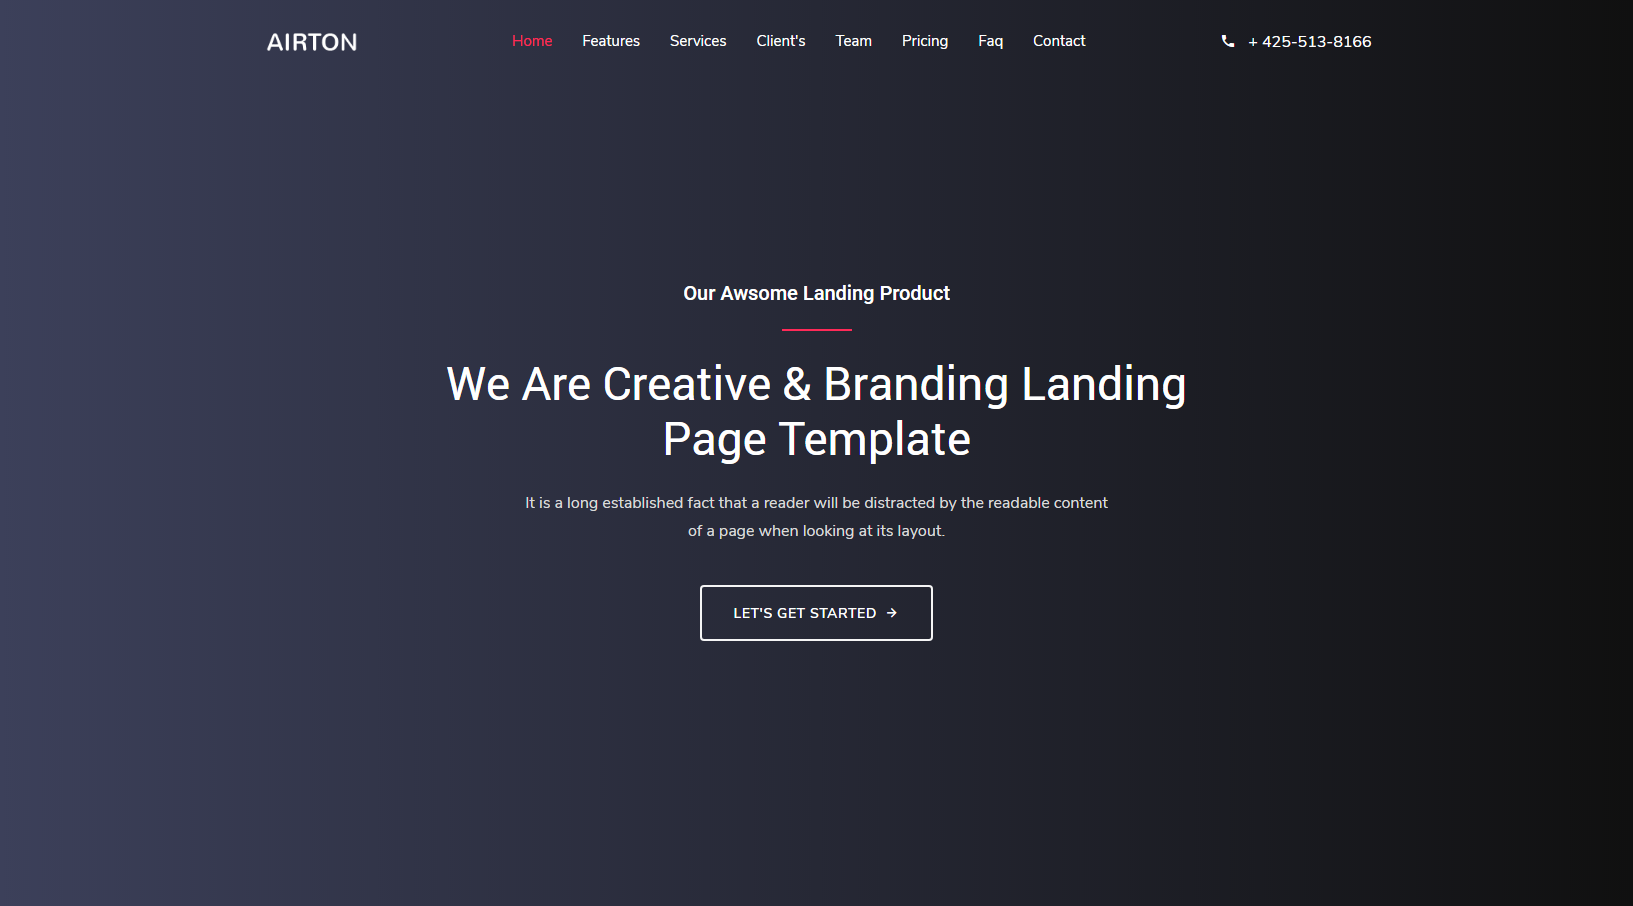 AIRTON
Home Features Services Client's Team Pricing Faq Contact
+ 425-513-8166
Our Awsome Landing Product
We Are Creative & Branding Landing
Page Template
It is a long established fact that a reader will be distracted by the readable content
of a page when looking at its layout.
LET'S GET STARTED